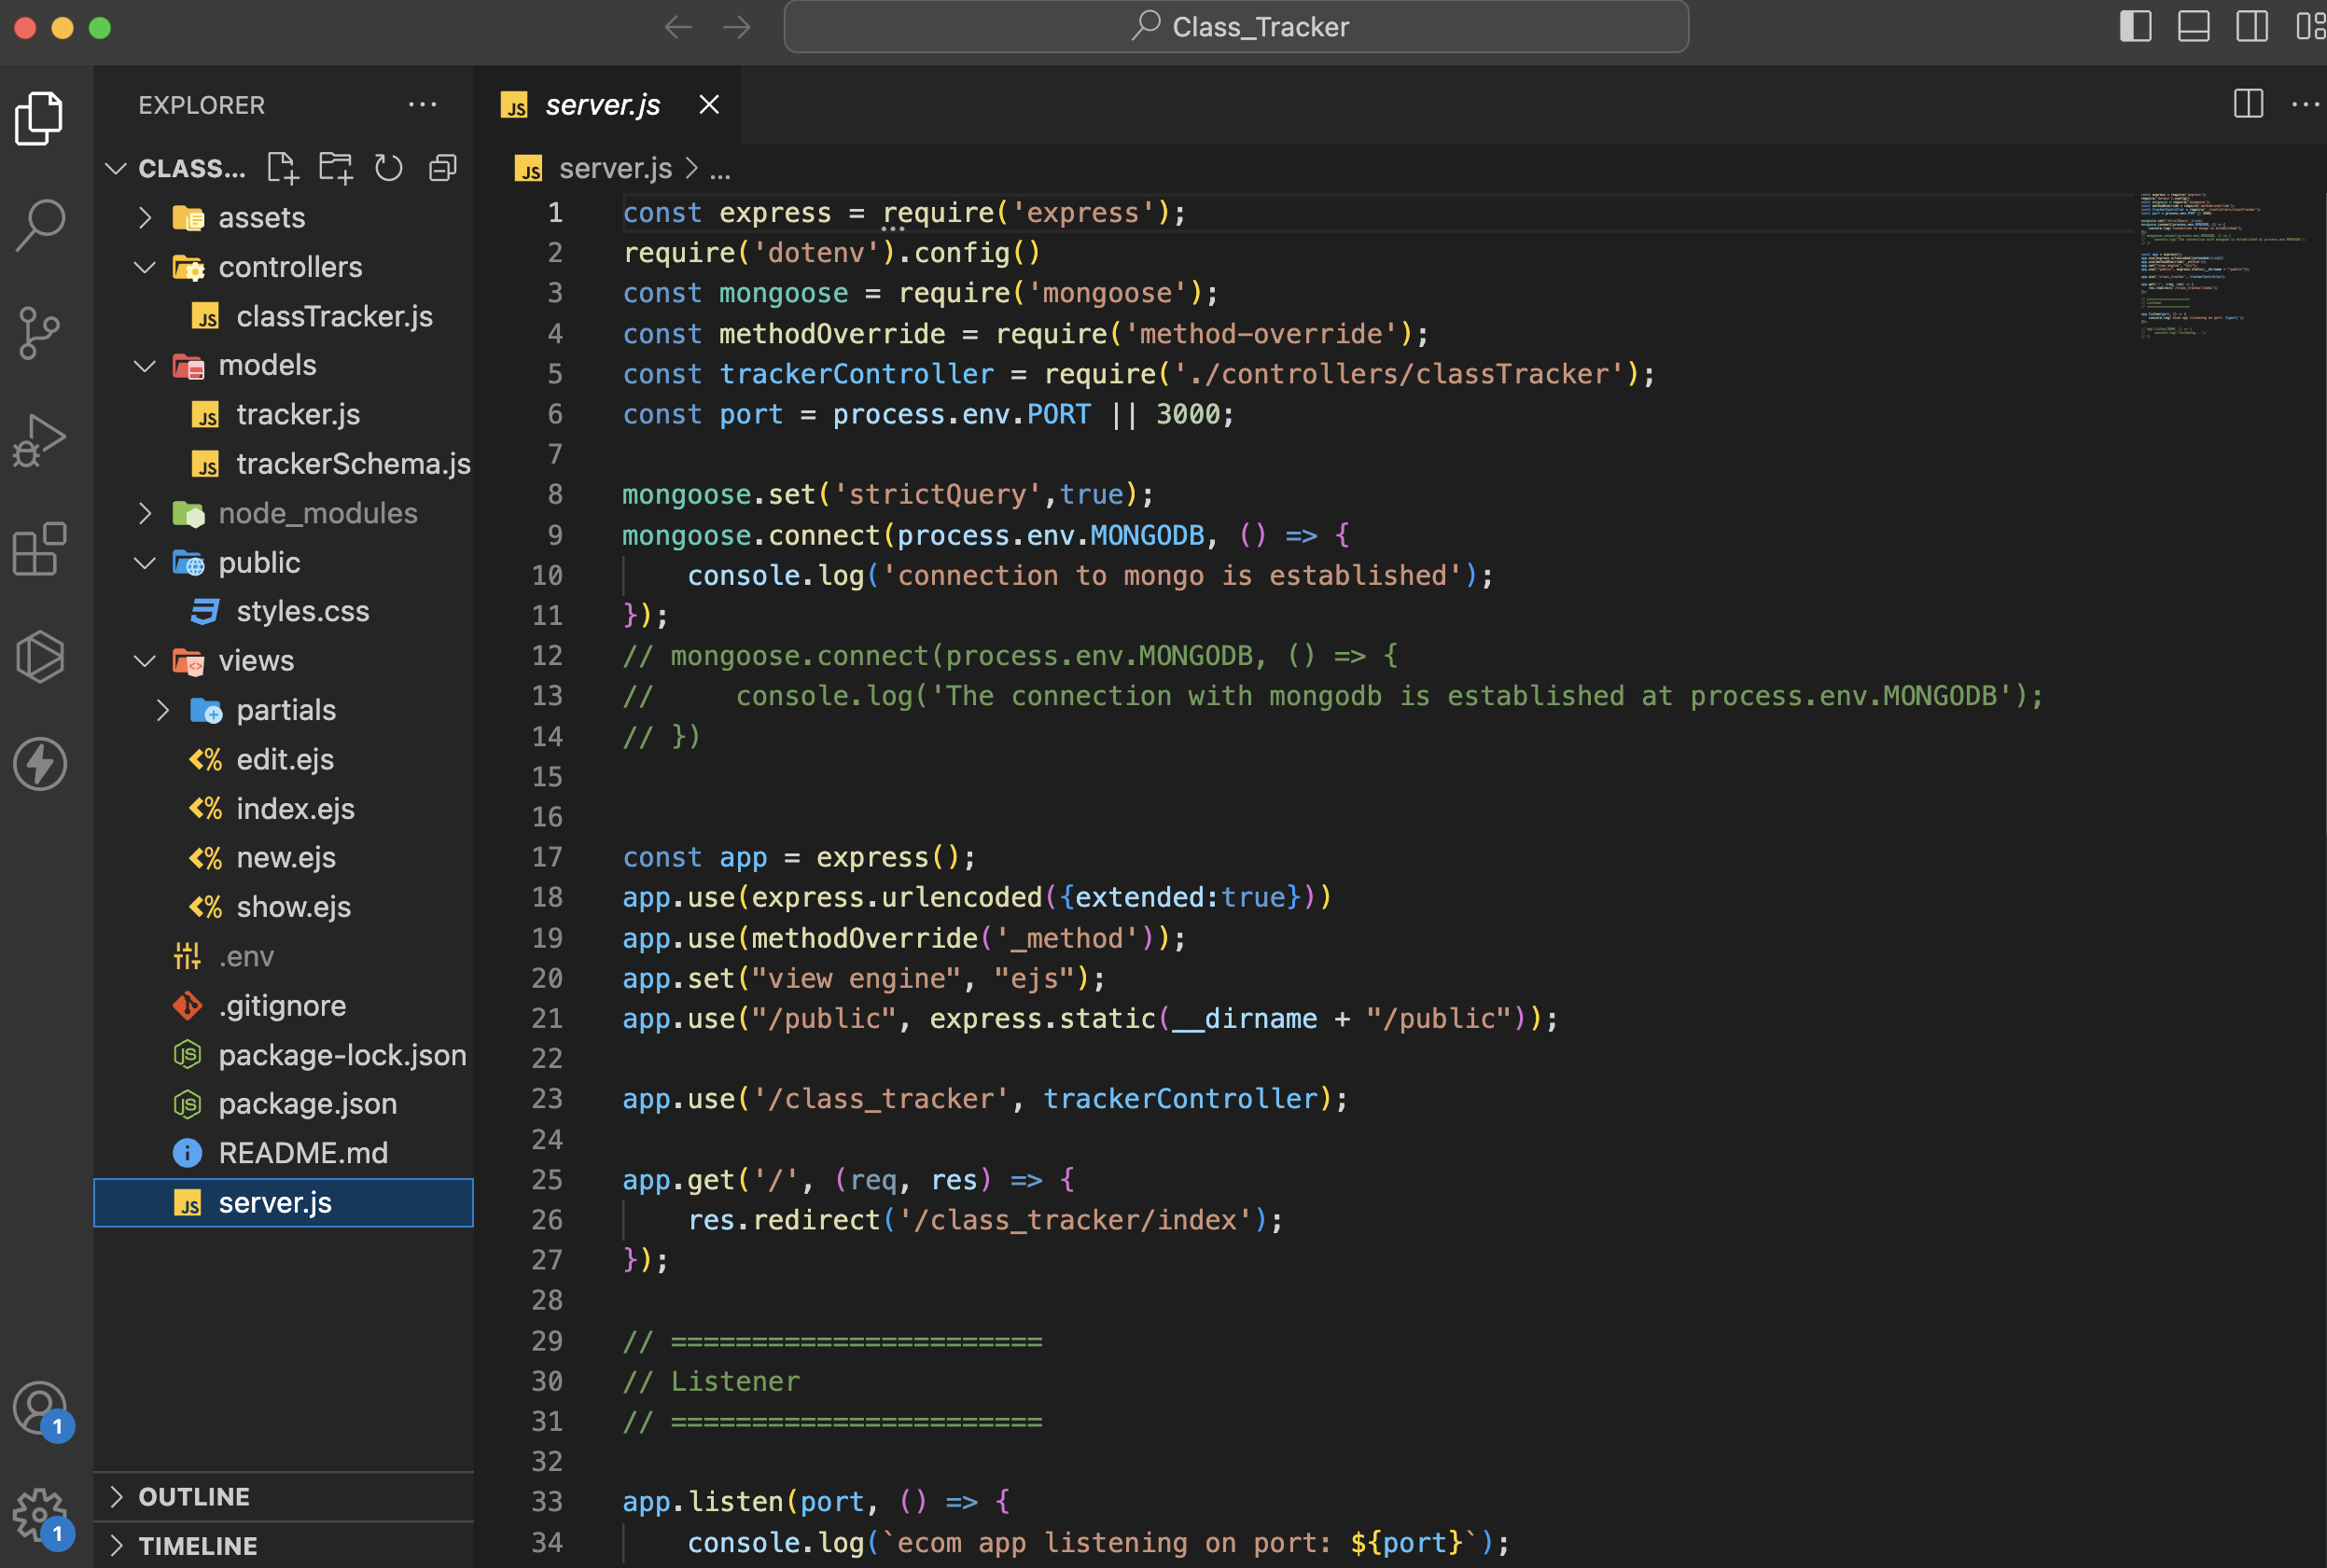 Class_Tracker
EXPLORER
CLASS...
assets
controllers
JS classTracker.js
models
JS tracker.js
JS trackerSchema.js
node_modules
public
styles.css
views
partials
<% edit.ejs
<% index.ejs
<% new.ejs
<% show.ejs
.env
.gitignore
JS package-lock.json
JS package.json
i README.md
JS server.js
OUTLINE
TIMELINE
1
1
JS server.js
JS server.js > ...
1 const express = require('express');
2 require('dotenv').config()
3 const mongoose = require('mongoose');
4 const methodOverride = require('method-override');
5 const trackerController = require('./controllers/classTracker');
6 const port = process.env.PORT || 3000;
7
8 mongoose.set('strictQuery',true);
9 mongoose.connect(process.env.MONGODB, () => {
10     console.log('connection to mongo is established');
11 });
12 // mongoose.connect(process.env.MONGODB, () => {
13 //     console.log('The connection with mongodb is established at process.env.MONGODB');
14 // })
15
16
17 const app = express();
18 app.use(express.urlencoded({extended:true}))
19 app.use(methodOverride('_method'));
20 app.set("view engine", "ejs");
21 app.use("/public", express.static(__dirname + "/public"));
22
23 app.use('/class_tracker', trackerController);
24
25 app.get('/', (req, res) => {
26     res.redirect('/class_tracker/index');
27 });
28
29 // =======================
30 // Listener
31 // =======================
32
33 app.listen(port, () => {
34     console.log(`ecom app listening on port: ${port}`);